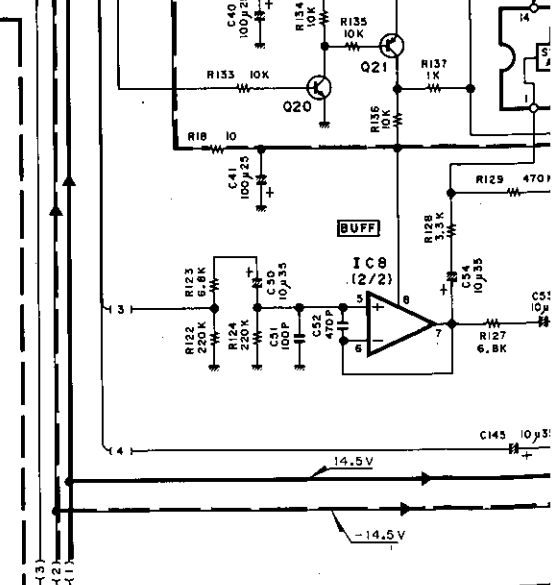 C40
100µ25
R134
10K
R135
10K
Q21
R137
1K
14
R133 10K
Q20
R136
10K
1
R18 10
C41
100µ25
+
R129 470K
BUFF
R128
3.3K
IC8
(2/2)
C54
10µ35
+
R123
6.8K
+
C50
10µ35
(3)
5
+
8
C53
10µ
R122
220K
R124
220K
C51
100P
C52
470P
6
7
R127
6.8K
C145 10µ35
+
(4)
14.5V
-14.5V
(3)
(2)
(1)